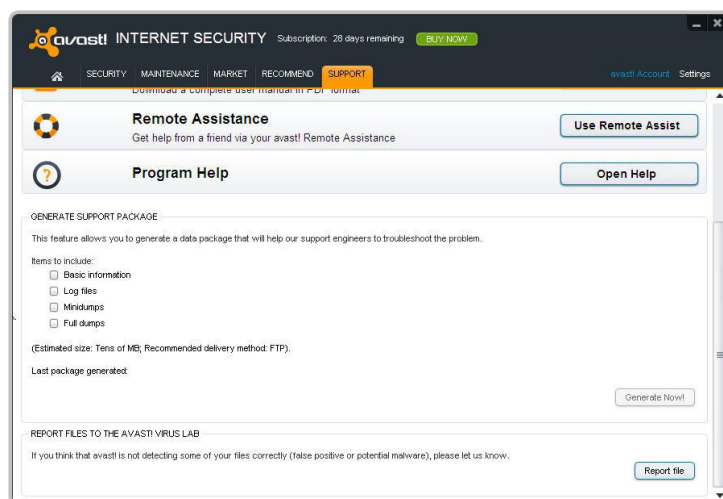 avast! INTERNET SECURITY Subscription: 28 days remaining BUY NOW
SECURITY MAINTENANCE MARKET RECOMMEND SUPPORT avast! Account Settings
Download a complete user manual in PDF format
Remote Assistance
Get help from a friend via your avast! Remote Assistance
Use Remote Assist
Program Help
Open Help
GENERATE SUPPORT PACKAGE
This feature allows you to generate a data package that will help our support engineers to troubleshoot the problem.
Items to include:
Basic information
Log files
Minidumps
Full dumps
(Estimated size: Tens of MB; Recommended delivery method: FTP).
Last package generated:
Generate Now!
REPORT FILES TO THE AVAST! VIRUS LAB
If you think that avast! is not detecting some of your files correctly (false positive or potential malware), please let us know.
Report file